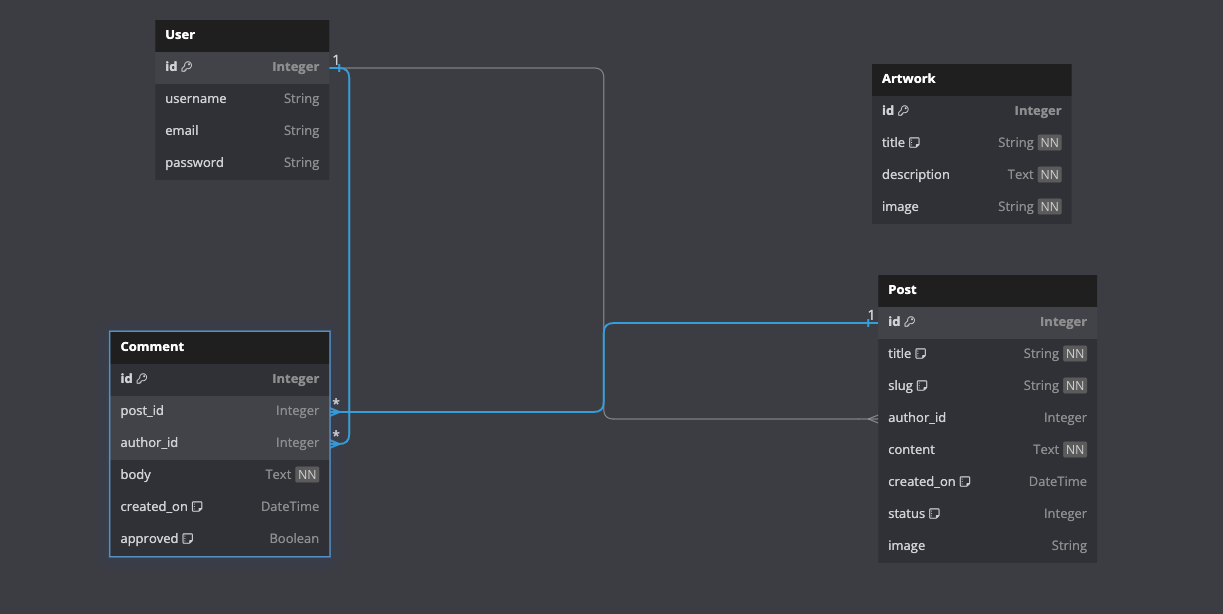 User
id Integer
username String
email String
password String
1
Artwork
id Integer
title String NN
description Text NN
image String NN
Comment
id Integer
*
post_id Integer
*
author_id Integer
body Text NN
created_on DateTime
approved Boolean
Post
1
id Integer
title String NN
slug String NN
author_id Integer
content Text NN
created_on DateTime
status Integer
image String